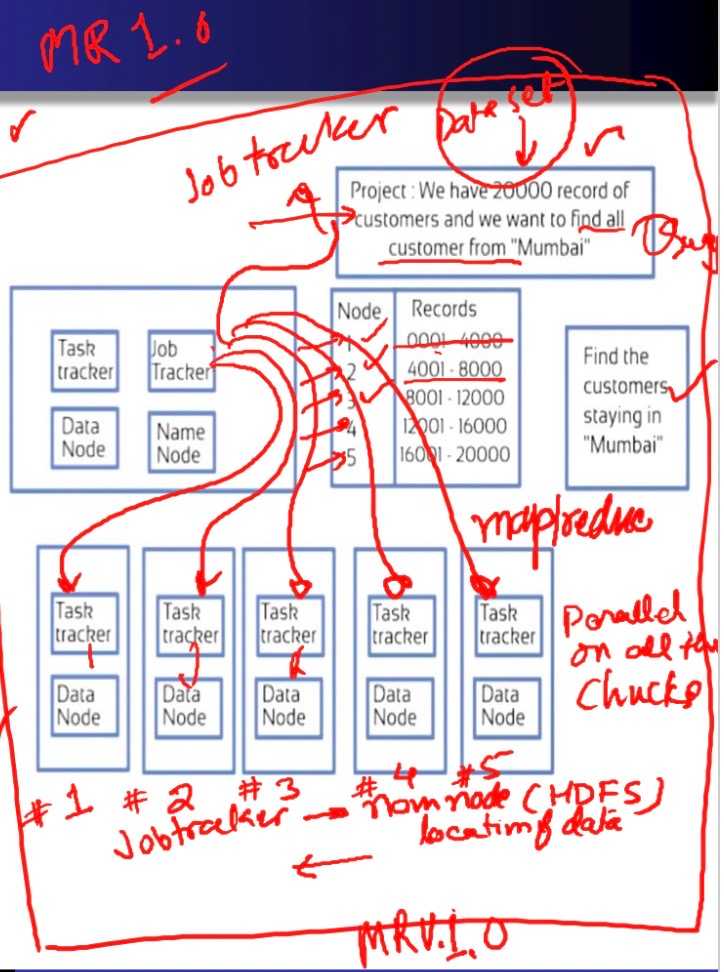 MR 1.0
Job tracker
Data set
Project : We have 20000 record of
customers and we want to find all
customer from "Mumbai"
Task
tracker
Job
Tracker
Data
Node
Name
Node
Node Records
1 0001 - 4000
2 4001 - 8000
3 8001 - 12000
4 12001 - 16000
5 16001 - 20000
Find the
customers
staying in
"Mumbai"
map/reduc
Task
tracker
Data
Node
Task
tracker
Data
Node
Task
tracker
Data
Node
Task
tracker
Data
Node
Task
tracker
Data
Node
Parallel
on all the
Chucks
#1 #2 #3 #4 #5
Jobtracker → Namnode (HDFS)
location of data
MRV.1.0